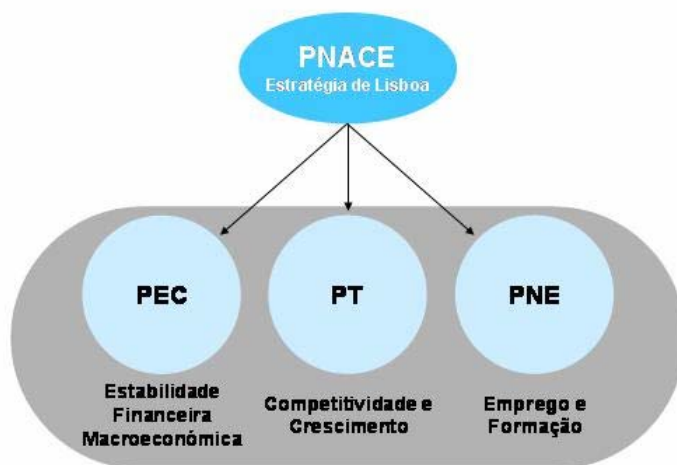 PNACE
Estratégia de Lisboa
PEC
PT
PNE
Estabilidade
Financeira
Macroeconómica
Competitividade e
Crescimento
Emprego e
Formação